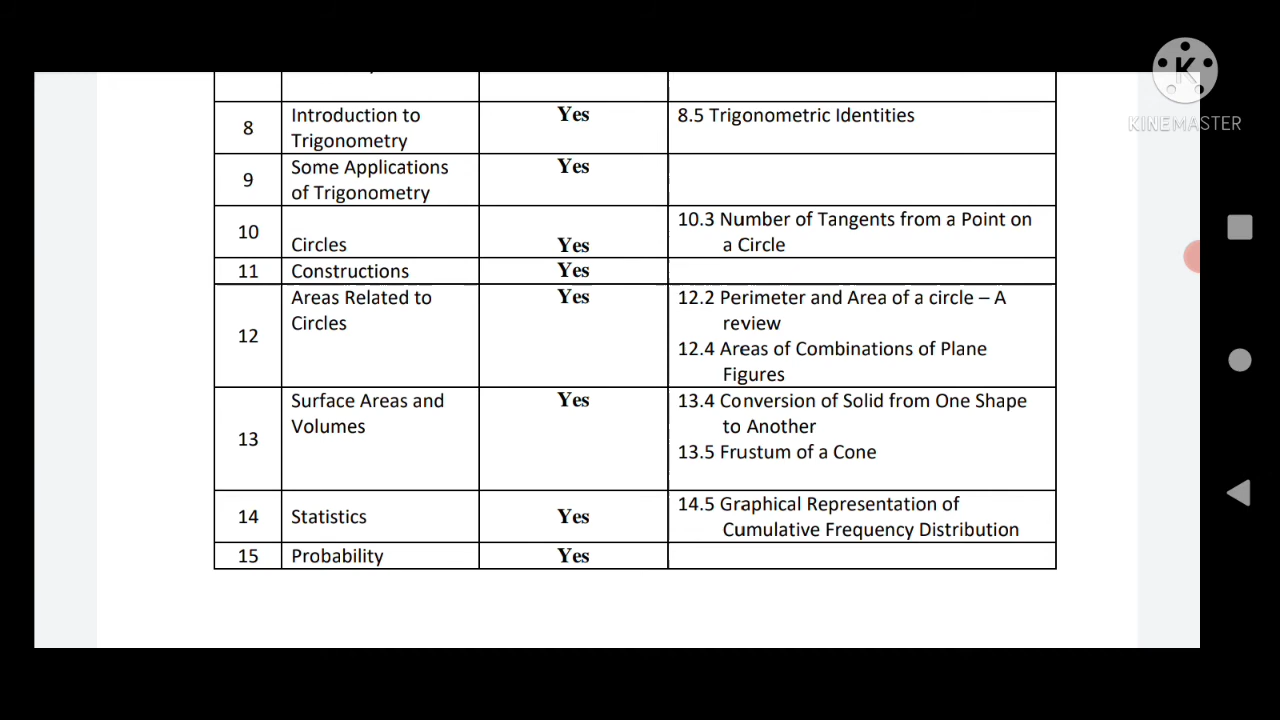 8
Introduction to
Trigonometry
Yes
8.5 Trigonometric Identities
9
Some Applications
of Trigonometry
Yes
10
Circles
Yes
10.3 Number of Tangents from a Point on
a Circle
11
Constructions
Yes
12
Areas Related to
Circles
Yes
12.2 Perimeter and Area of a circle – A
review
12.4 Areas of Combinations of Plane
Figures
13
Surface Areas and
Volumes
Yes
13.4 Conversion of Solid from One Shape
to Another
13.5 Frustum of a Cone
14
Statistics
Yes
14.5 Graphical Representation of
Cumulative Frequency Distribution
15
Probability
Yes
K
KINEMASTER